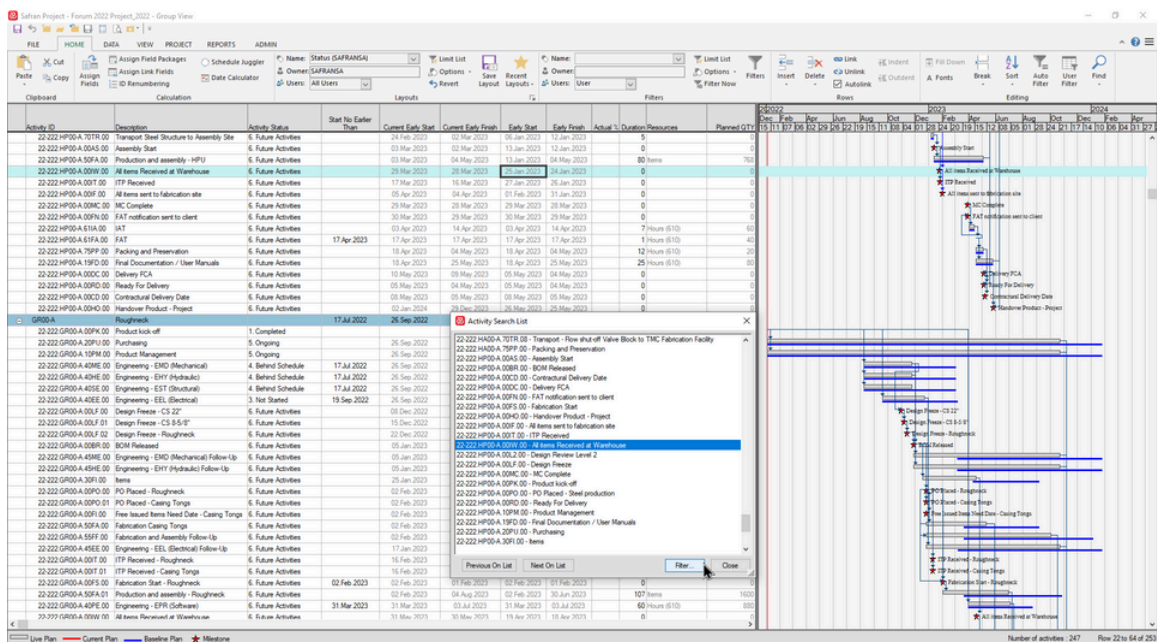 Safran Project - Forum 2022 Project_2022 - Group View
FILE HOME DATA VIEW PROJECT REPORTS ADMIN
Paste Cut Copy
Clipboard
Assign Fields Assign Field Packages Assign Link Fields ID Renumbering Schedule Juggler Date Calculator
Calculation
Name: Status (SAFRANSA) Owner: SAFRANSA Users: All Users Limit List Options Revert Save Layout Recent Layouts
Layouts
Name: Owner: Users: User Limit List Options Filter Now Filters
Filters
Insert Delete Link Unlink Autolink Indent Outdent
Rows
Fill Down Fonts Break Sort Auto Filter User Filter Find
Editing
Activity ID Description Activity Status Start No Earlier Than Current Early Start Current Early Finish Early Start Early Finish Actual % Duration Resources Planned QTY
2022 2023 2024
Dec Feb Apr Jun Aug Oct Dec Feb Apr Jun Aug Oct Dec Feb Apr
22-222.HP00-A.70TR.00 Transport Steel Structure to Assembly Site 6. Future Activities 24.Feb.2023 02.Mar.2023 06.Jan.2023 12.Jan.2023 5
22-222.HP00-A.00AS.00 Assembly Start 6. Future Activities 03.Mar.2023 02.Mar.2023 13.Jan.2023 12.Jan.2023 0 Assembly Start
22-222.HP00-A.50FA.00 Production and assembly - HPU 6. Future Activities 03.Mar.2023 04.May.2023 13.Jan.2023 04.May.2023 80 Items 768
22-222.HP00-A.00IW.00 All items Received at Warehouse 6. Future Activities 29.Mar.2023 28.Mar.2023 25.Jan.2023 24.Jan.2023 0 0 All items Received at Warehouse
22-222.HP00-A.00IT.00 ITP Received 6. Future Activities 17.Mar.2023 16.Mar.2023 27.Jan.2023 26.Jan.2023 0 0 ITP Received
22-222.HP00-A.00IF.00 All items sent to fabrication site 6. Future Activities 05.Apr.2023 04.Apr.2023 01.Feb.2023 31.Jan.2023 0 0 All items sent to fabrication site
22-222.HP00-A.00MC.00 MC Complete 6. Future Activities 29.Mar.2023 28.Mar.2023 29.Mar.2023 28.Mar.2023 0 0 MC Complete
22-222.HP00-A.00FN.00 FAT notification sent to client 6. Future Activities 30.Mar.2023 29.Mar.2023 30.Mar.2023 29.Mar.2023 0 0 FAT notification sent to client
22-222.HP00-A.61IA.00 IAT 6. Future Activities 03.Apr.2023 14.Apr.2023 03.Apr.2023 14.Apr.2023 7 Hours (610) 60
22-222.HP00-A.61FA.00 FAT 6. Future Activities 17.Apr.2023 17.Apr.2023 17.Apr.2023 17.Apr.2023 17.Apr.2023 1 Hours (610) 40
22-222.HP00-A.75PP.00 Packing and Preservation 6. Future Activities 18.Apr.2023 04.May.2023 18.Apr.2023 04.May.2023 12 Hours (610) 20
22-222.HP00-A.19FD.00 Final Documentation / User Manuals 6. Future Activities 18.Apr.2023 25.May.2023 18.Apr.2023 25.May.2023 25 Hours (610) 80
22-222.HP00-A.00DC.00 Delivery FCA 6. Future Activities 10.May.2023 09.May.2023 05.May.2023 04.May.2023 0 0 Delivery FCA
22-222.HP00-A.00RD.00 Ready For Delivery 6. Future Activities 05.May.2023 04.May.2023 05.May.2023 04.May.2023 0 0 Ready For Delivery
22-222.HP00-A.00CD.00 Contractural Delivery Date 6. Future Activities 08.May.2023 05.May.2023 08.May.2023 05.May.2023 0 0 Contractural Delivery Date
22-222.HP00-A.00HO.00 Handover Product - Project 6. Future Activities 02.Jan.2024 29.Dec.2023 26.May.2023 25.May.2023 0 0 Handover Product - Project
GR00-A Roughneck 17.Jul.2022 26.Sep.2022
22-222.GR00-A.00PK.00 Product kick-off 1. Completed
22-222.GR00-A.20PU.00 Purchasing 5. Ongoing 26.Sep.2022
22-222.GR00-A.10PM.00 Product Management 5. Ongoing 26.Sep.2022
22-222.GR00-A.40ME.00 Engineering - EMD (Mechanical) 4. Behind Schedule 17.Jul.2022 26.Sep.2022
22-222.GR00-A.40HE.00 Engineering - EHY (Hydraulic) 4. Behind Schedule 17.Jul.2022 26.Sep.2022
22-222.GR00-A.40SE.00 Engineering - EST (Structural) 4. Behind Schedule 17.Jul.2022 26.Sep.2022
22-222.GR00-A.40EE.00 Engineering - EEL (Electrical) 3. Not Started 19.Sep.2022 26.Sep.2022
22-222.GR00-A.00LF.00 Design Freeze - CS 22" 6. Future Activities 08.Dec.2022 Design Freeze - CS 22"
22-222.GR00-A.00LF.01 Design Freeze - CS 8-5/8" 6. Future Activities 15.Dec.2022 Design Freeze - CS 8-5/8"
22-222.GR00-A.00LF.02 Design Freeze - Roughneck 6. Future Activities 22.Dec.2022 Design Freeze - Roughneck
22-222.GR00-A.00BR.00 BOM Released 6. Future Activities 05.Jan.2023 BOM Released
22-222.GR00-A.45ME.00 Engineering - EMD (Mechanical) Follow-Up 6. Future Activities 05.Jan.2023
22-222.GR00-A.45HE.00 Engineering - EHY (Hydraulic) Follow-Up 6. Future Activities 05.Jan.2023
22-222.GR00-A.30FI.00 Items 6. Future Activities 25.Jan.2023
22-222.GR00-A.00PO.00 PO Placed - Roughneck 6. Future Activities 02.Feb.2023 PO Placed - Roughneck
22-222.GR00-A.00PO.01 PO Placed - Casing Tongs 6. Future Activities 02.Feb.2023 PO Placed - Casing Tongs
22-222.GR00-A.00FI.00 Free Issued Items Need Date - Casing Tongs 6. Future Activities 02.Feb.2023 Free Issued Items Need Date - Casing Tongs
22-222.GR00-A.50FA.00 Fabrication Casing Tongs 6. Future Activities 02.Feb.2023
22-222.GR00-A.55FF.00 Fabrication and Assembly Follow-Up 6. Future Activities 02.Feb.2023
22-222.GR00-A.45EE.00 Engineering - EEL (Electrical) Follow-Up 6. Future Activities 17.Jan.2023
22-222.GR00-A.00IT.00 ITP Received - Roughneck 6. Future Activities 16.Feb.2023 ITP Received - Roughneck
22-222.GR00-A.00IT.01 ITP Received - Casing Tongs 6. Future Activities 16.Feb.2023 ITP Received - Casing Tongs
22-222.GR00-A.00FS.00 Fabrication Start - Roughneck 6. Future Activities 02.Feb.2023 02.Feb.2023 01.Feb.2023 02.Feb.2023 01.Feb.2023 0 0 Fabrication Start - Roughneck
22-222.GR00-A.50FA.01 Production and assembly - Roughneck 6. Future Activities 02.Feb.2023 04.Aug.2023 02.Feb.2023 30.Jun.2023 107 Items 1600
22-222.GR00-A.40PE.00 Engineering - EPR (Software) 6. Future Activities 31.Mar.2023 31.Mar.2023 03.Jul.2023 31.Mar.2023 03.Jul.2023 60 Hours (610) 880
22-222.GR00-A.00IW.00 All items Received at Warehouse 6. Future Activities 31.May.2023 30.May.2023 19.Apr.2023 18.Apr.2023 0 All items Received at Warehouse
Activity Search List
22-222.HA00-A.70TR.08 - Transport - Flow shut-off Valve Block to TMC Fabrication Facility
22-222.HA00-A.75PP.00 - Packing and Preservation
22-222.HP00-A.00AS.00 - Assembly Start
22-222.HP00-A.00BR.00 - BOM Released
22-222.HP00-A.00CD.00 - Contractural Delivery Date
22-222.HP00-A.00DC.00 - Delivery FCA
22-222.HP00-A.00FN.00 - FAT notification sent to client
22-222.HP00-A.00FS.00 - Fabrication Start
22-222.HP00-A.00HO.00 - Handover Product - Project
22-222.HP00-A.00IF.00 - All items sent to fabrication site
22-222.HP00-A.00IT.00 - ITP Received
22-222.HP00-A.00IW.00 - All items Received at Warehouse
22-222.HP00-A.00L2.00 - Design Review Level 2
22-222.HP00-A.00LF.00 - Design Freeze
22-222.HP00-A.00MC.00 - MC Complete
22-222.HP00-A.00PK.00 - Product kick-off
22-222.HP00-A.00PO.00 - PO Placed - Steel production
22-222.HP00-A.00RD.00 - Ready For Delivery
22-222.HP00-A.10PM.00 - Product Management
22-222.HP00-A.19FD.00 - Final Documentation / User Manuals
22-222.HP00-A.20PU.00 - Purchasing
22-222.HP00-A.30FI.00 - Items
Previous On List Next On List Filter... Close
Live Plan Current Plan Baseline Plan Milestone Number of activities : 247 Row 22 to 64 of 253